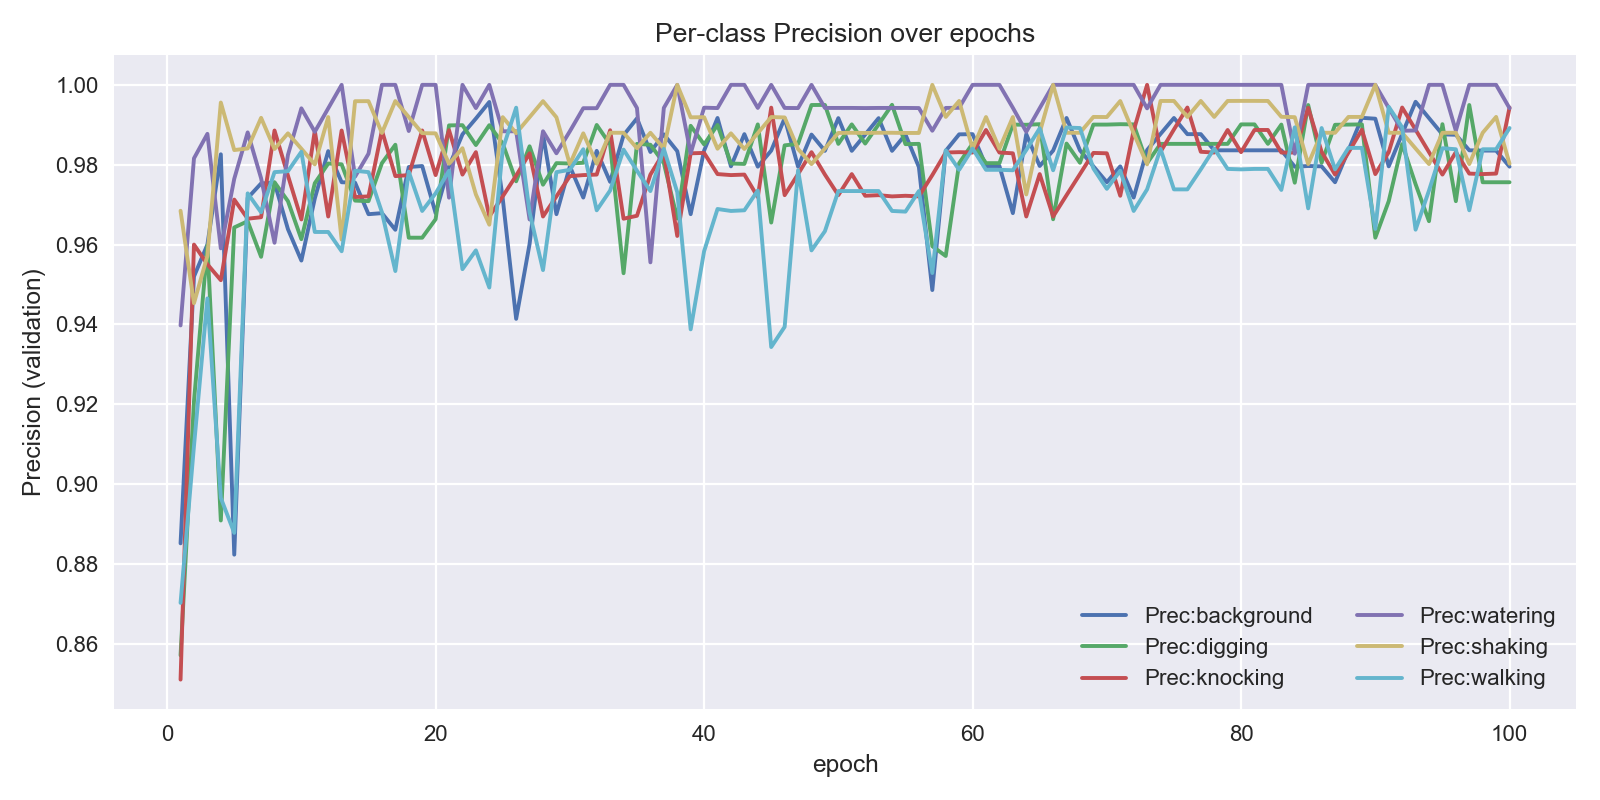 Per-class Precision over epochs
Precision (validation)
1.00
0.98
0.96
0.94
0.92
0.90
0.88
0.86
Prec:background
Prec:digging
Prec:knocking
Prec:watering
Prec:shaking
Prec:walking
0 20 40 60 80 100
epoch